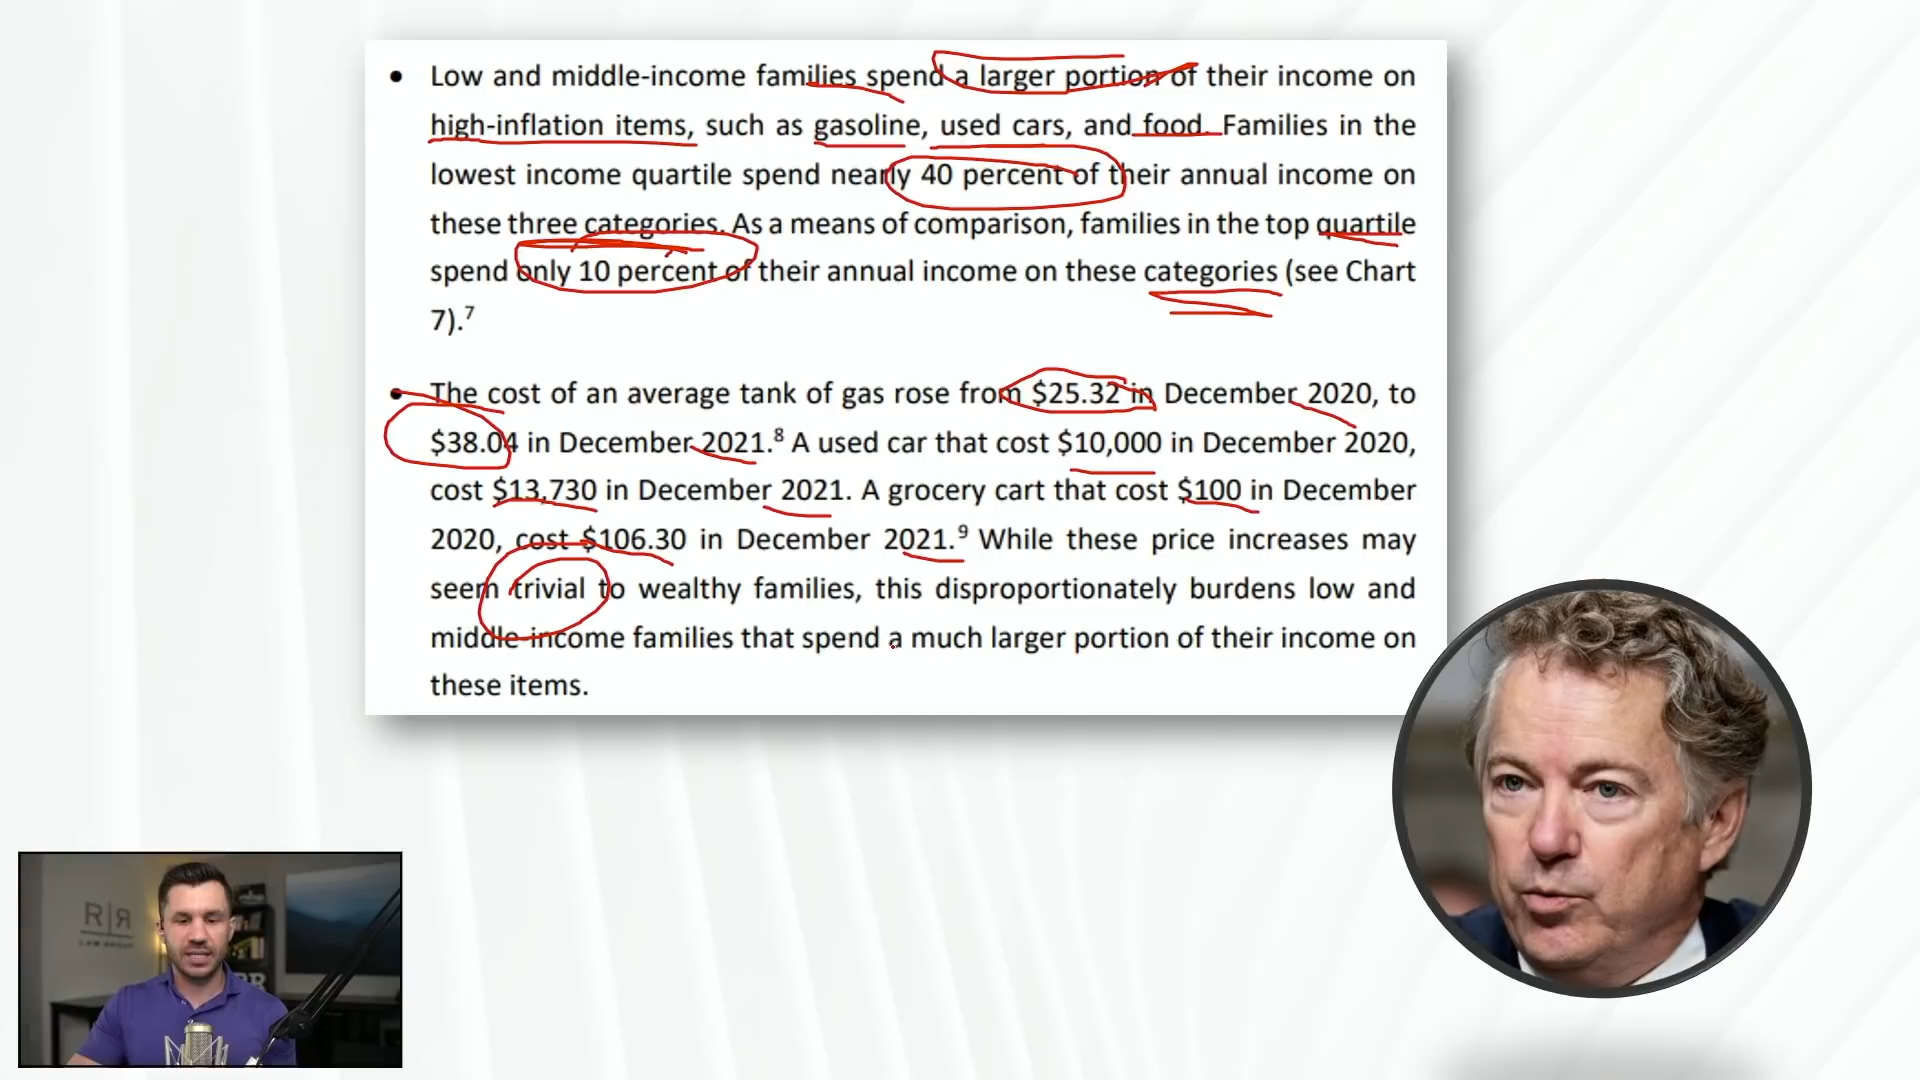 • Low and middle-income families spend a larger portion of their income on
high-inflation items, such as gasoline, used cars, and food. Families in the
lowest income quartile spend nearly 40 percent of their annual income on
these three categories. As a means of comparison, families in the top quartile
spend only 10 percent of their annual income on these categories (see Chart
7).⁷
• The cost of an average tank of gas rose from $25.32 in December 2020, to
$38.04 in December 2021.⁸ A used car that cost $10,000 in December 2020,
cost $13,730 in December 2021. A grocery cart that cost $100 in December
2020, cost $106.30 in December 2021.⁹ While these price increases may
seem trivial to wealthy families, this disproportionately burdens low and
middle-income families that spend a much larger portion of their income on
these items.
R|R
LAW GROUP